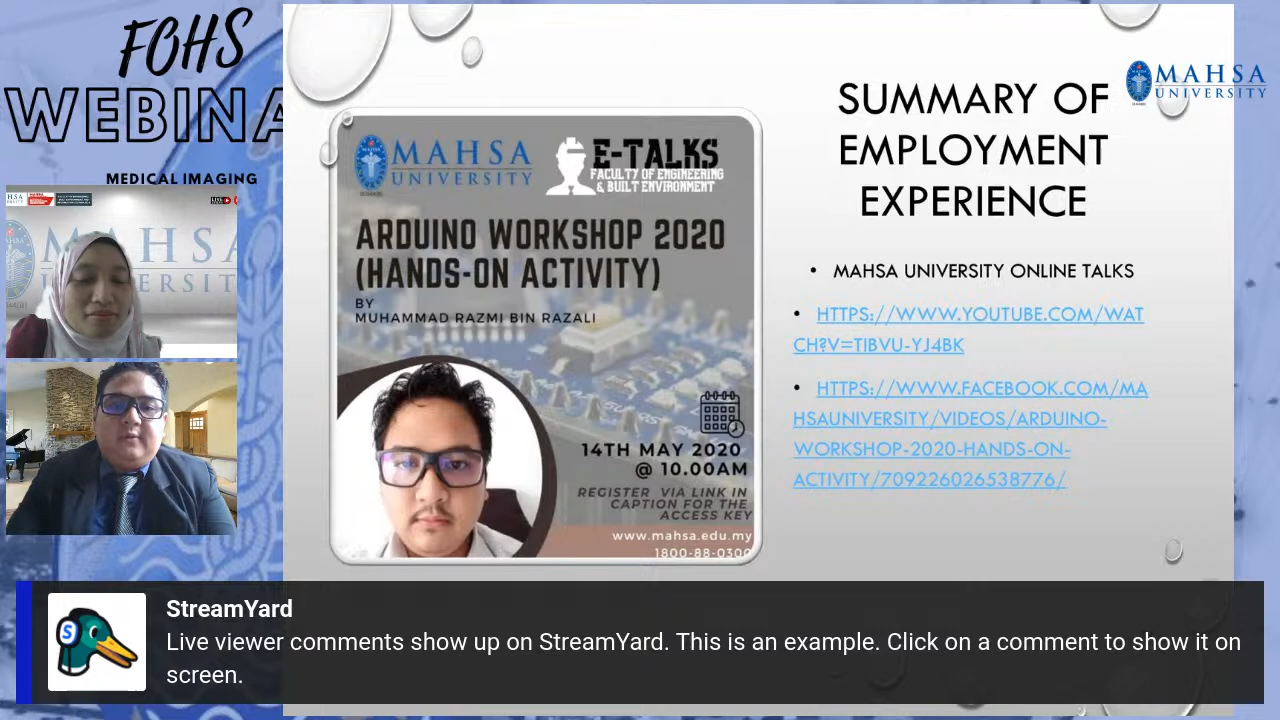 FOHS
WEBINA
MEDICAL IMAGING
MAHSA
UNIVERSITY
MAHSA
UNIVERSITY
E-TALKS
FACULTY OF ENGINEERING
& BUILT ENVIRONMENT
ARDUINO WORKSHOP 2020
(HANDS-ON ACTIVITY)
BY
MUHAMMAD RAZMI BIN RAZALI
14TH MAY 2020
@ 10.00AM
REGISTER VIA LINK IN
CAPTION FOR THE
ACCESS KEY
www.mahsa.edu.my
1800-88-0300
SUMMARY OF
EMPLOYMENT
EXPERIENCE
MAHSA
UNIVERSITY
• MAHSA UNIVERSITY ONLINE TALKS
• HTTPS://WWW.YOUTUBE.COM/WAT
CH?V=TIBVU-YJ4BK
• HTTPS://WWW.FACEBOOK.COM/MA
HSAUNIVERSITY/VIDEOS/ARDUINO-
WORKSHOP-2020-HANDS-ON-
ACTIVITY/709226026538776/
StreamYard
Live viewer comments show up on StreamYard. This is an example. Click on a comment to show it on
screen.